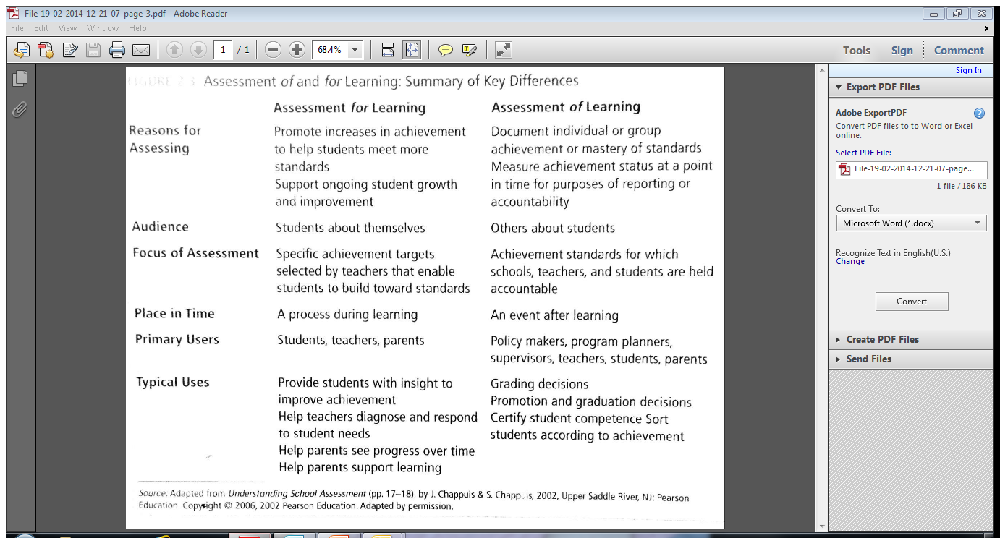 File-19-02-2014-12-21-07-page-3.pdf - Adobe Reader
File Edit View Window Help
1 / 1 68.4% Tools Sign Comment
Sign In
Export PDF Files
Adobe ExportPDF
Convert PDF files to to Word or Excel
online.
Select PDF File:
File-19-02-2014-12-21-07-page...
1 file / 186 KB
Convert To:
Microsoft Word (*.docx)
Recognize Text in English(U.S.)
Change
Convert
Create PDF Files
Send Files
FIGURE 2.3 Assessment of and for Learning: Summary of Key Differences
Assessment for Learning Assessment of Learning
Reasons for Promote increases in achievement Document individual or group
Assessing to help students meet more achievement or mastery of standards
standards Measure achievement status at a point
Support ongoing student growth in time for purposes of reporting or
and improvement accountability
Audience Students about themselves Others about students
Focus of Assessment Specific achievement targets Achievement standards for which
selected by teachers that enable schools, teachers, and students are held
students to build toward standards accountable
Place in Time A process during learning An event after learning
Primary Users Students, teachers, parents Policy makers, program planners,
supervisors, teachers, students, parents
Typical Uses Provide students with insight to Grading decisions
improve achievement Promotion and graduation decisions
Help teachers diagnose and respond Certify student competence Sort
to student needs students according to achievement
Help parents see progress over time
Help parents support learning
Source: Adapted from Understanding School Assessment (pp. 17–18), by J. Chappuis & S. Chappuis, 2002, Upper Saddle River, NJ: Pearson
Education. Copyright © 2006, 2002 Pearson Education. Adapted by permission.